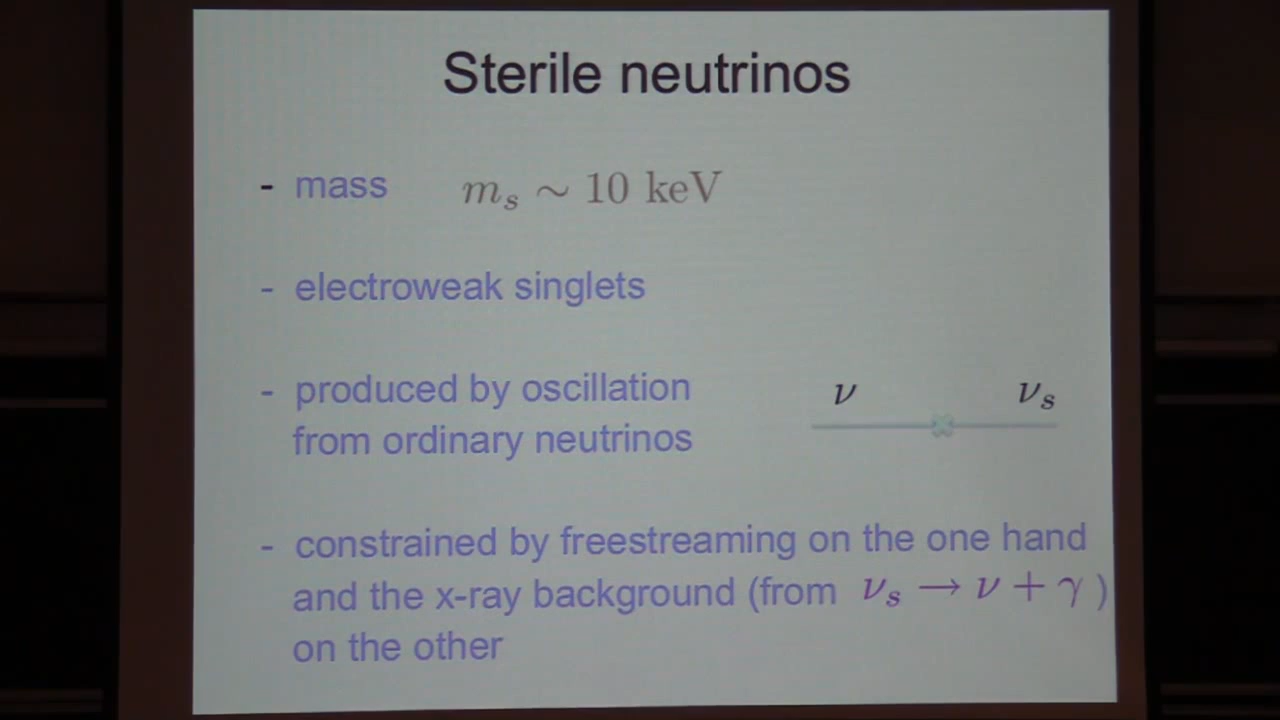 Sterile neutrinos
- mass m_s ∼ 10 keV
- electroweak singlets
- produced by oscillation
from ordinary neutrinos
ν ν_s
- constrained by freestreaming on the one hand
and the x-ray background (from ν_s → ν + γ )
on the other